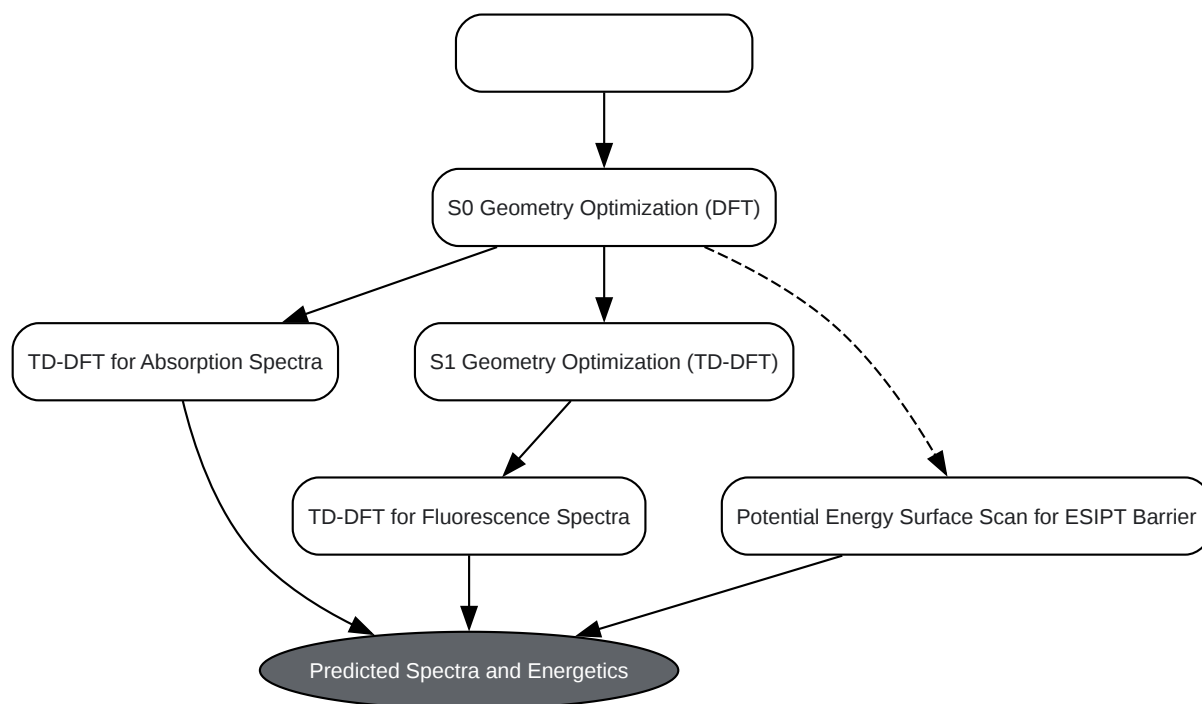 S0 Geometry Optimization (DFT)
TD-DFT for Absorption Spectra
S1 Geometry Optimization (TD-DFT)
TD-DFT for Fluorescence Spectra
Potential Energy Surface Scan for ESIPT Barrier
Predicted Spectra and Energetics